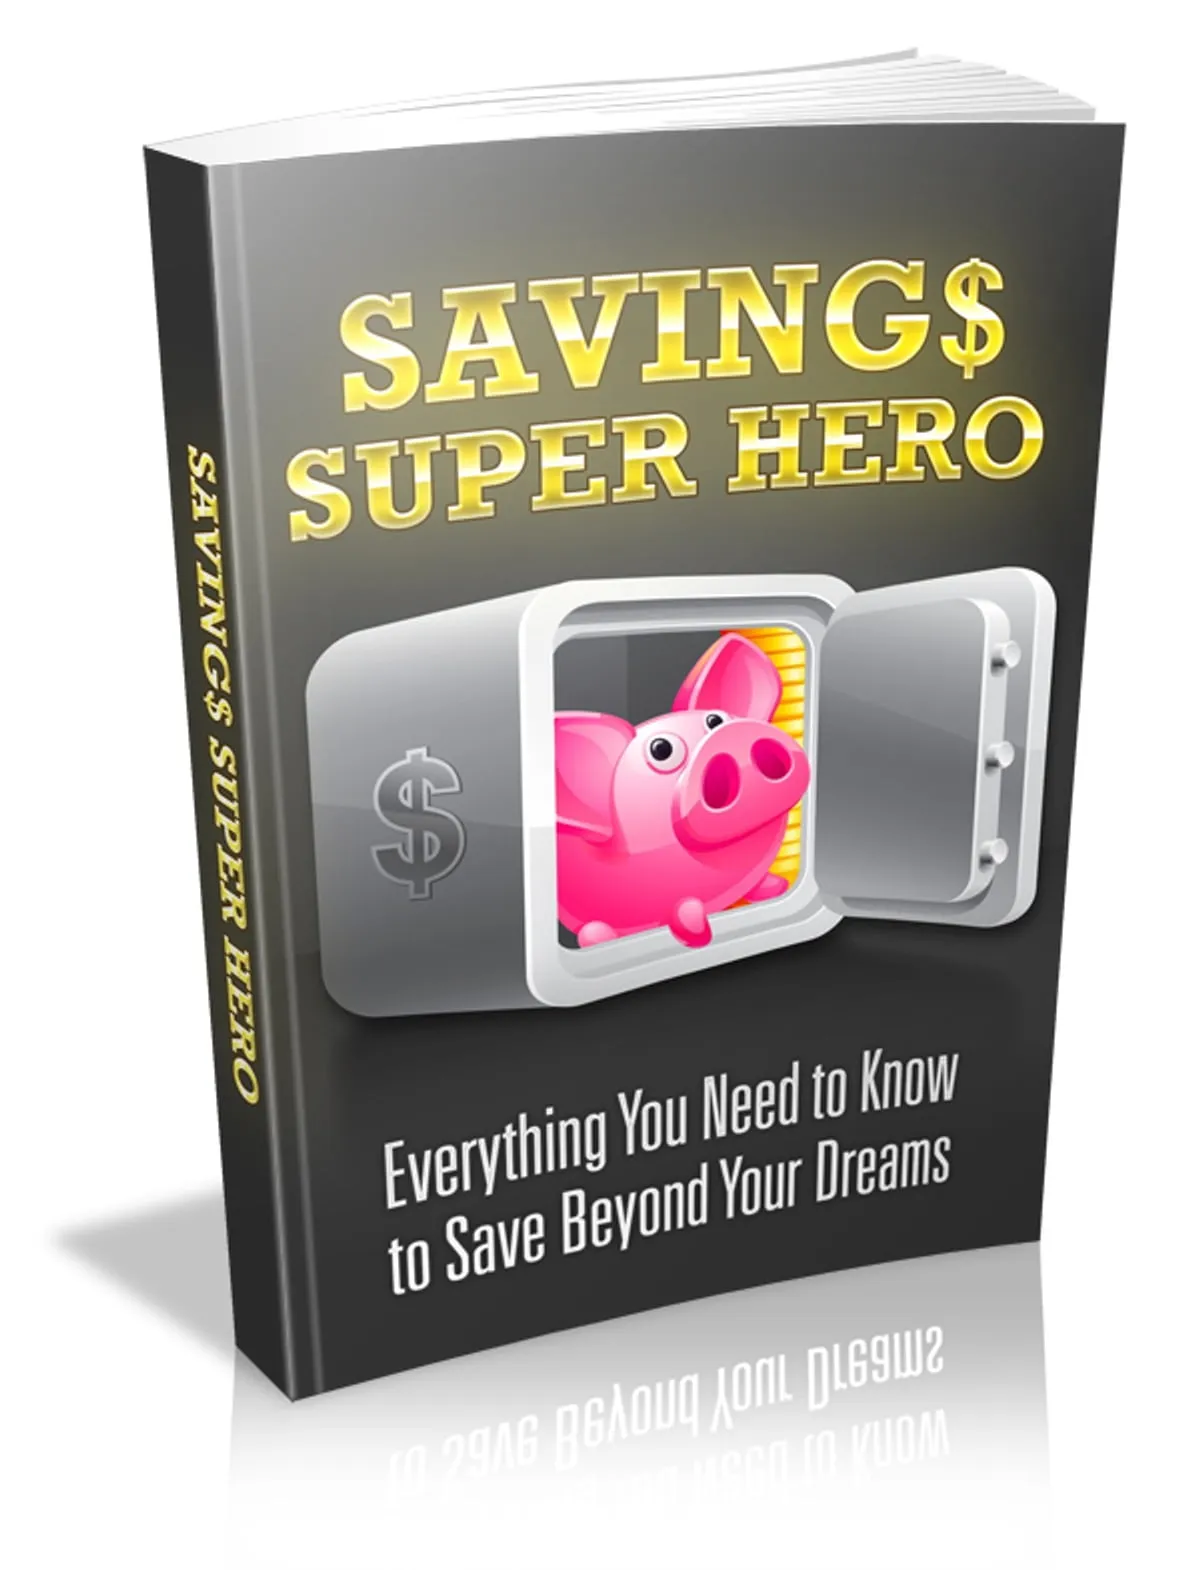 SAVING$
SUPER HERO
$
Everything You Need to Know
to Save Beyond Your Dreams
SAVING$ SUPER HERO